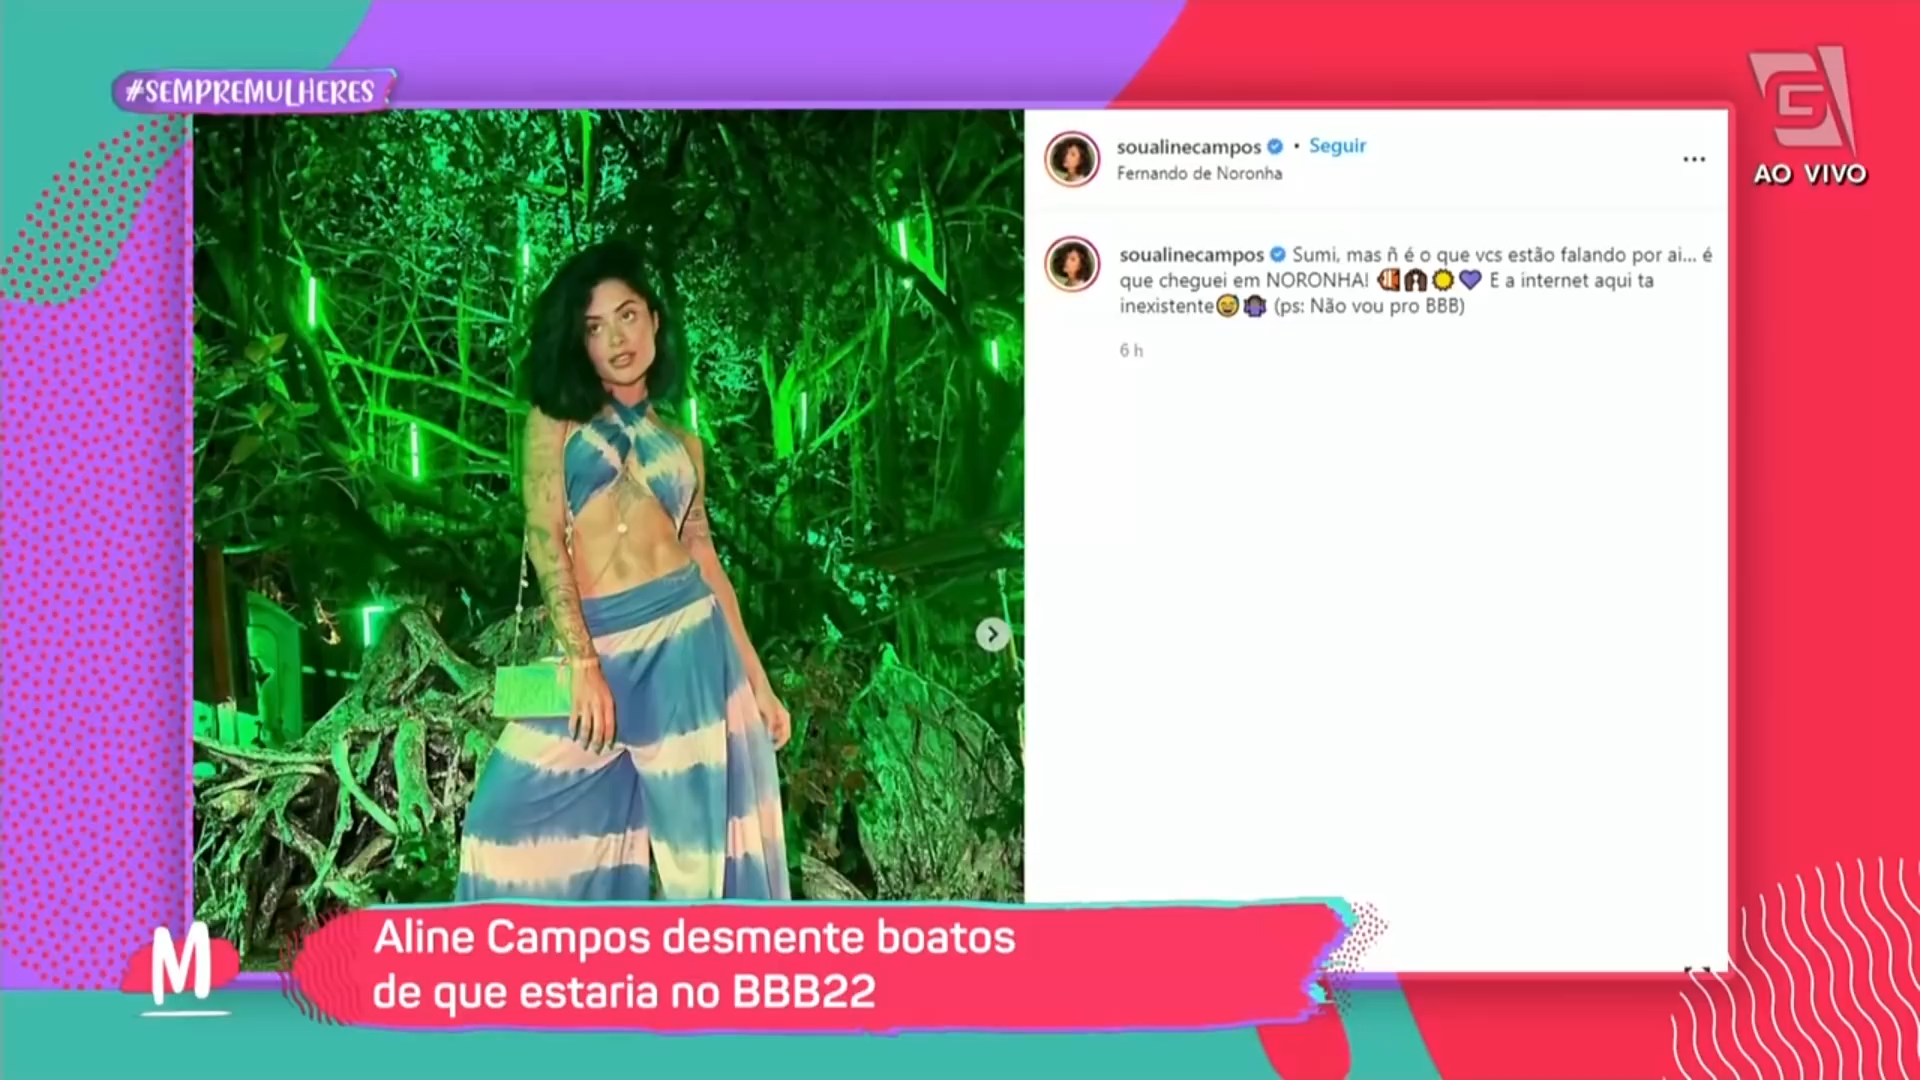 #SEMPREMULHERES
G
AO VIVO
soualinecampos • Seguir
Fernando de Noronha
soualinecampos Sumi, mas ñ é o que vcs estão falando por ai... é
que cheguei em NORONHA! 🐠🙈🌞💜 E a internet aqui ta
inexistente😅🤷🏾‍♀️ (ps: Não vou pro BBB)
6 h
M
Aline Campos desmente boatos
de que estaria no BBB22